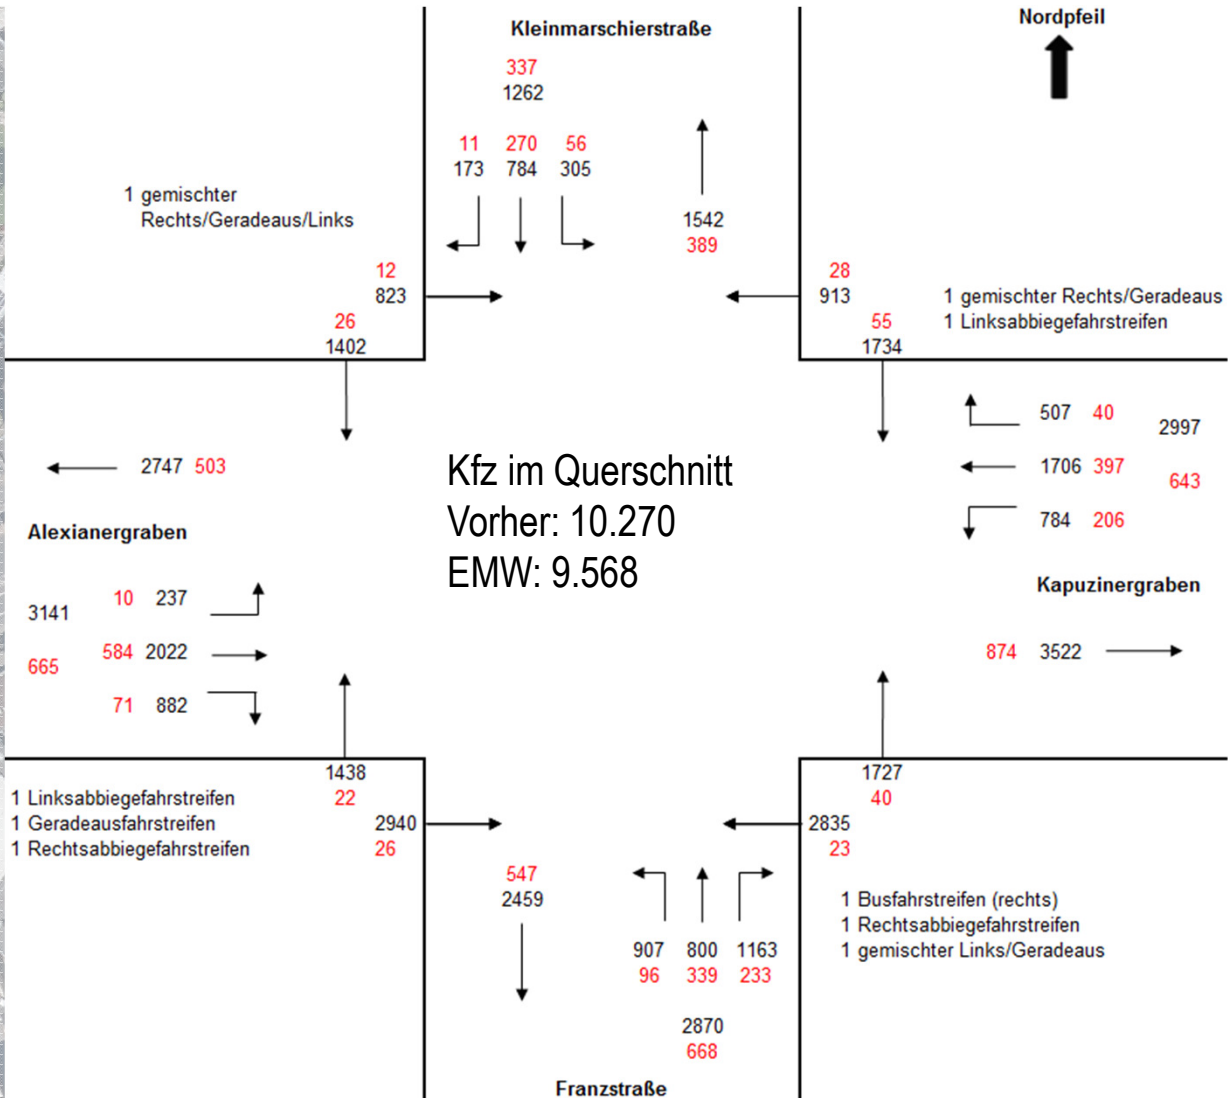 Kleinmarschierstraße
Nordpfeil
337
1262
11 270 56
173 784 305
1 gemischter
Rechts/Geradeaus/Links
1542
389
12
823
26
1402
28
913
55
1734
1 gemischter Rechts/Geradeaus
1 Linksabbiegefahrstreifen
507 40
2997
1706 397
643
784 206
2747 503
Kfz im Querschnitt
Vorher: 10.270
EMW: 9.568
Alexianergraben
Kapuzinergraben
10 237
3141
584 2022
665
71 882
874 3522
1438
22
2940
26
1 Linksabbiegefahrstreifen
1 Geradeausfahrstreifen
1 Rechtsabbiegefahrstreifen
1727
40
2835
23
547
2459
1 Busfahrstreifen (rechts)
1 Rechtsabbiegefahrstreifen
1 gemischter Links/Geradeaus
907 800 1163
96 339 233
2870
668
Franzstraße